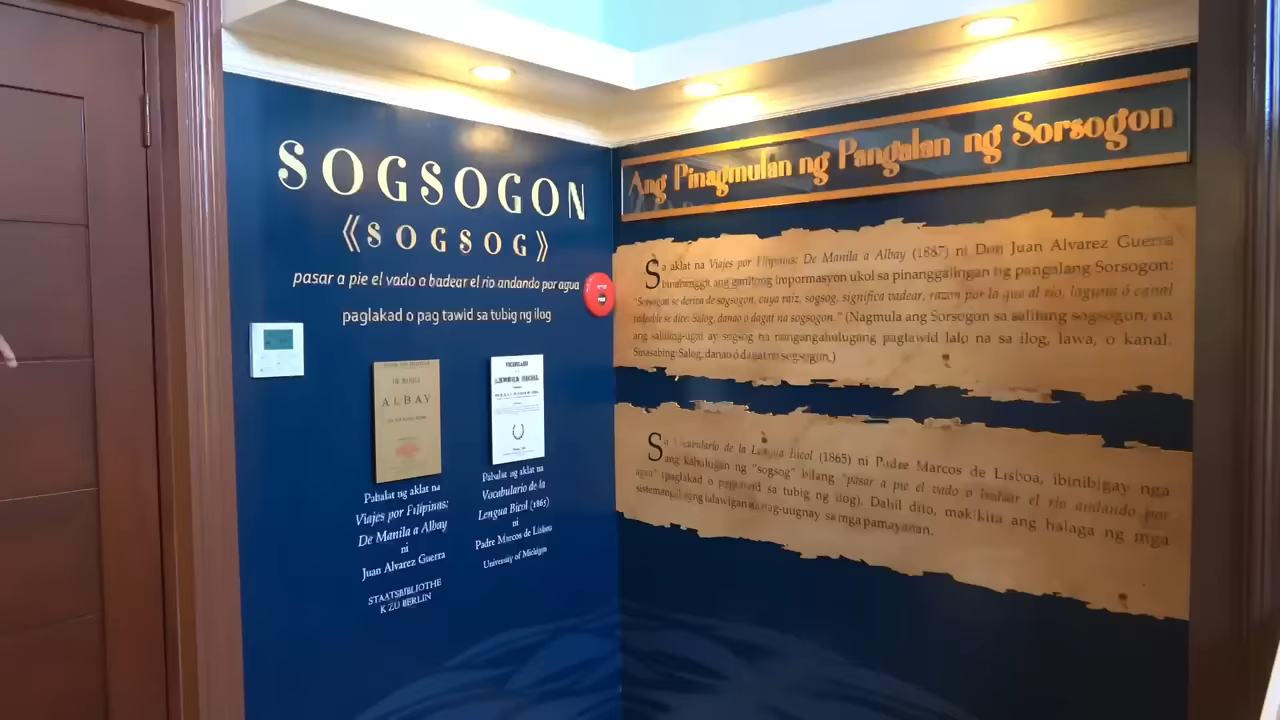 SOGSOGON
《SOGSOG》
pasar a pie el vado o badear el rio andando por agua
paglakad o pag tawid sa tubig ng ilog
DE MANILA
ALBAY
VOCABULARIO
LENGUA BICOL
Pabalat ng aklat na
Viajes por Filipinas:
De Manila a Albay
ni
Juan Alvarez Guerra
STAATSBIBLIOTHE
K ZU BERLIN
Pabalat ng aklat na
Vocabulario de la
Lengua Bicol (1865)
ni
Padre Marcos de Lisboa
University of Michigan
Ang Pinagmulan ng Pangalan ng Sorsogon
Sa aklat na Viajes por Filipinas: De Manila a Albay (1887) ni Don Juan Alvarez Guerra
binabanggit ang ganitong impormasyon ukol sa pinanggalingan ng pangalang Sorsogon:
"Sorsogon se deriva de sogsogon, cuya raiz, sogsog, significa vadear, razon por la que al rio, laguna ó canal
vadeable se dice: Salog, danao o dagat na sogsogon." (Nagmula ang Sorsogon sa salitang sogsogon, na
ang salitang-ugat ay sogsog na nangangahulugang pagtawid lalo na sa ilog, lawa, o kanal.
Sinasabing: Salog, danao ó dagat na sogsogon.)
Sa Vocabulario de la Lengua Bicol (1865) ni Padre Marcos de Lisboa, ibinibigay nga
ang kahulugan ng "sogsog" bilang "pasar a pie el vado o badear el rio andando por
agua" (paglakad o pagtawid sa tubig ng ilog). Dahil dito, makikita ang halaga ng mga
sistemang ilog ng lalawigan na nag-uugnay sa mga pamayanan.